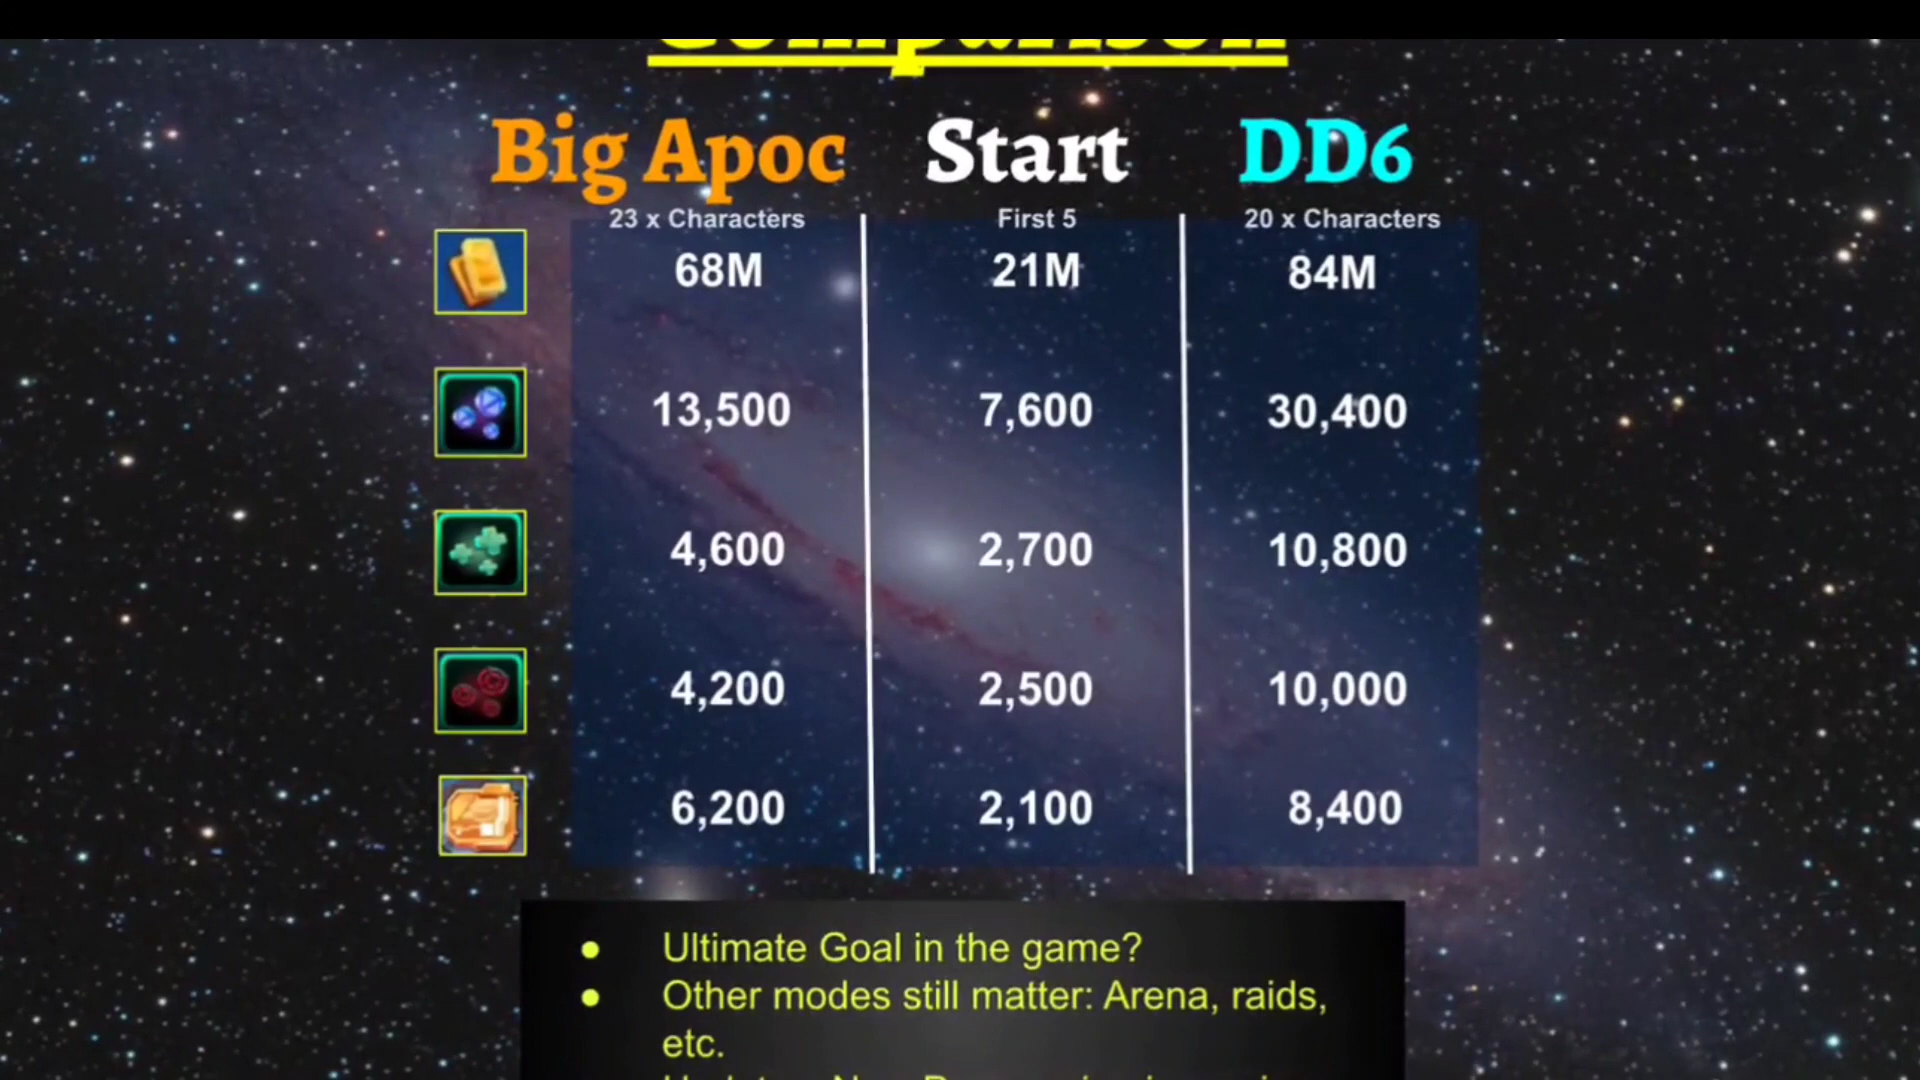 Comparison
Big Apoc Start DD6
23 x Characters First 5 20 x Characters
68M 21M 84M
13,500 7,600 30,400
4,600 2,700 10,800
4,200 2,500 10,000
6,200 2,100 8,400
● Ultimate Goal in the game?
● Other modes still matter: Arena, raids,
etc.